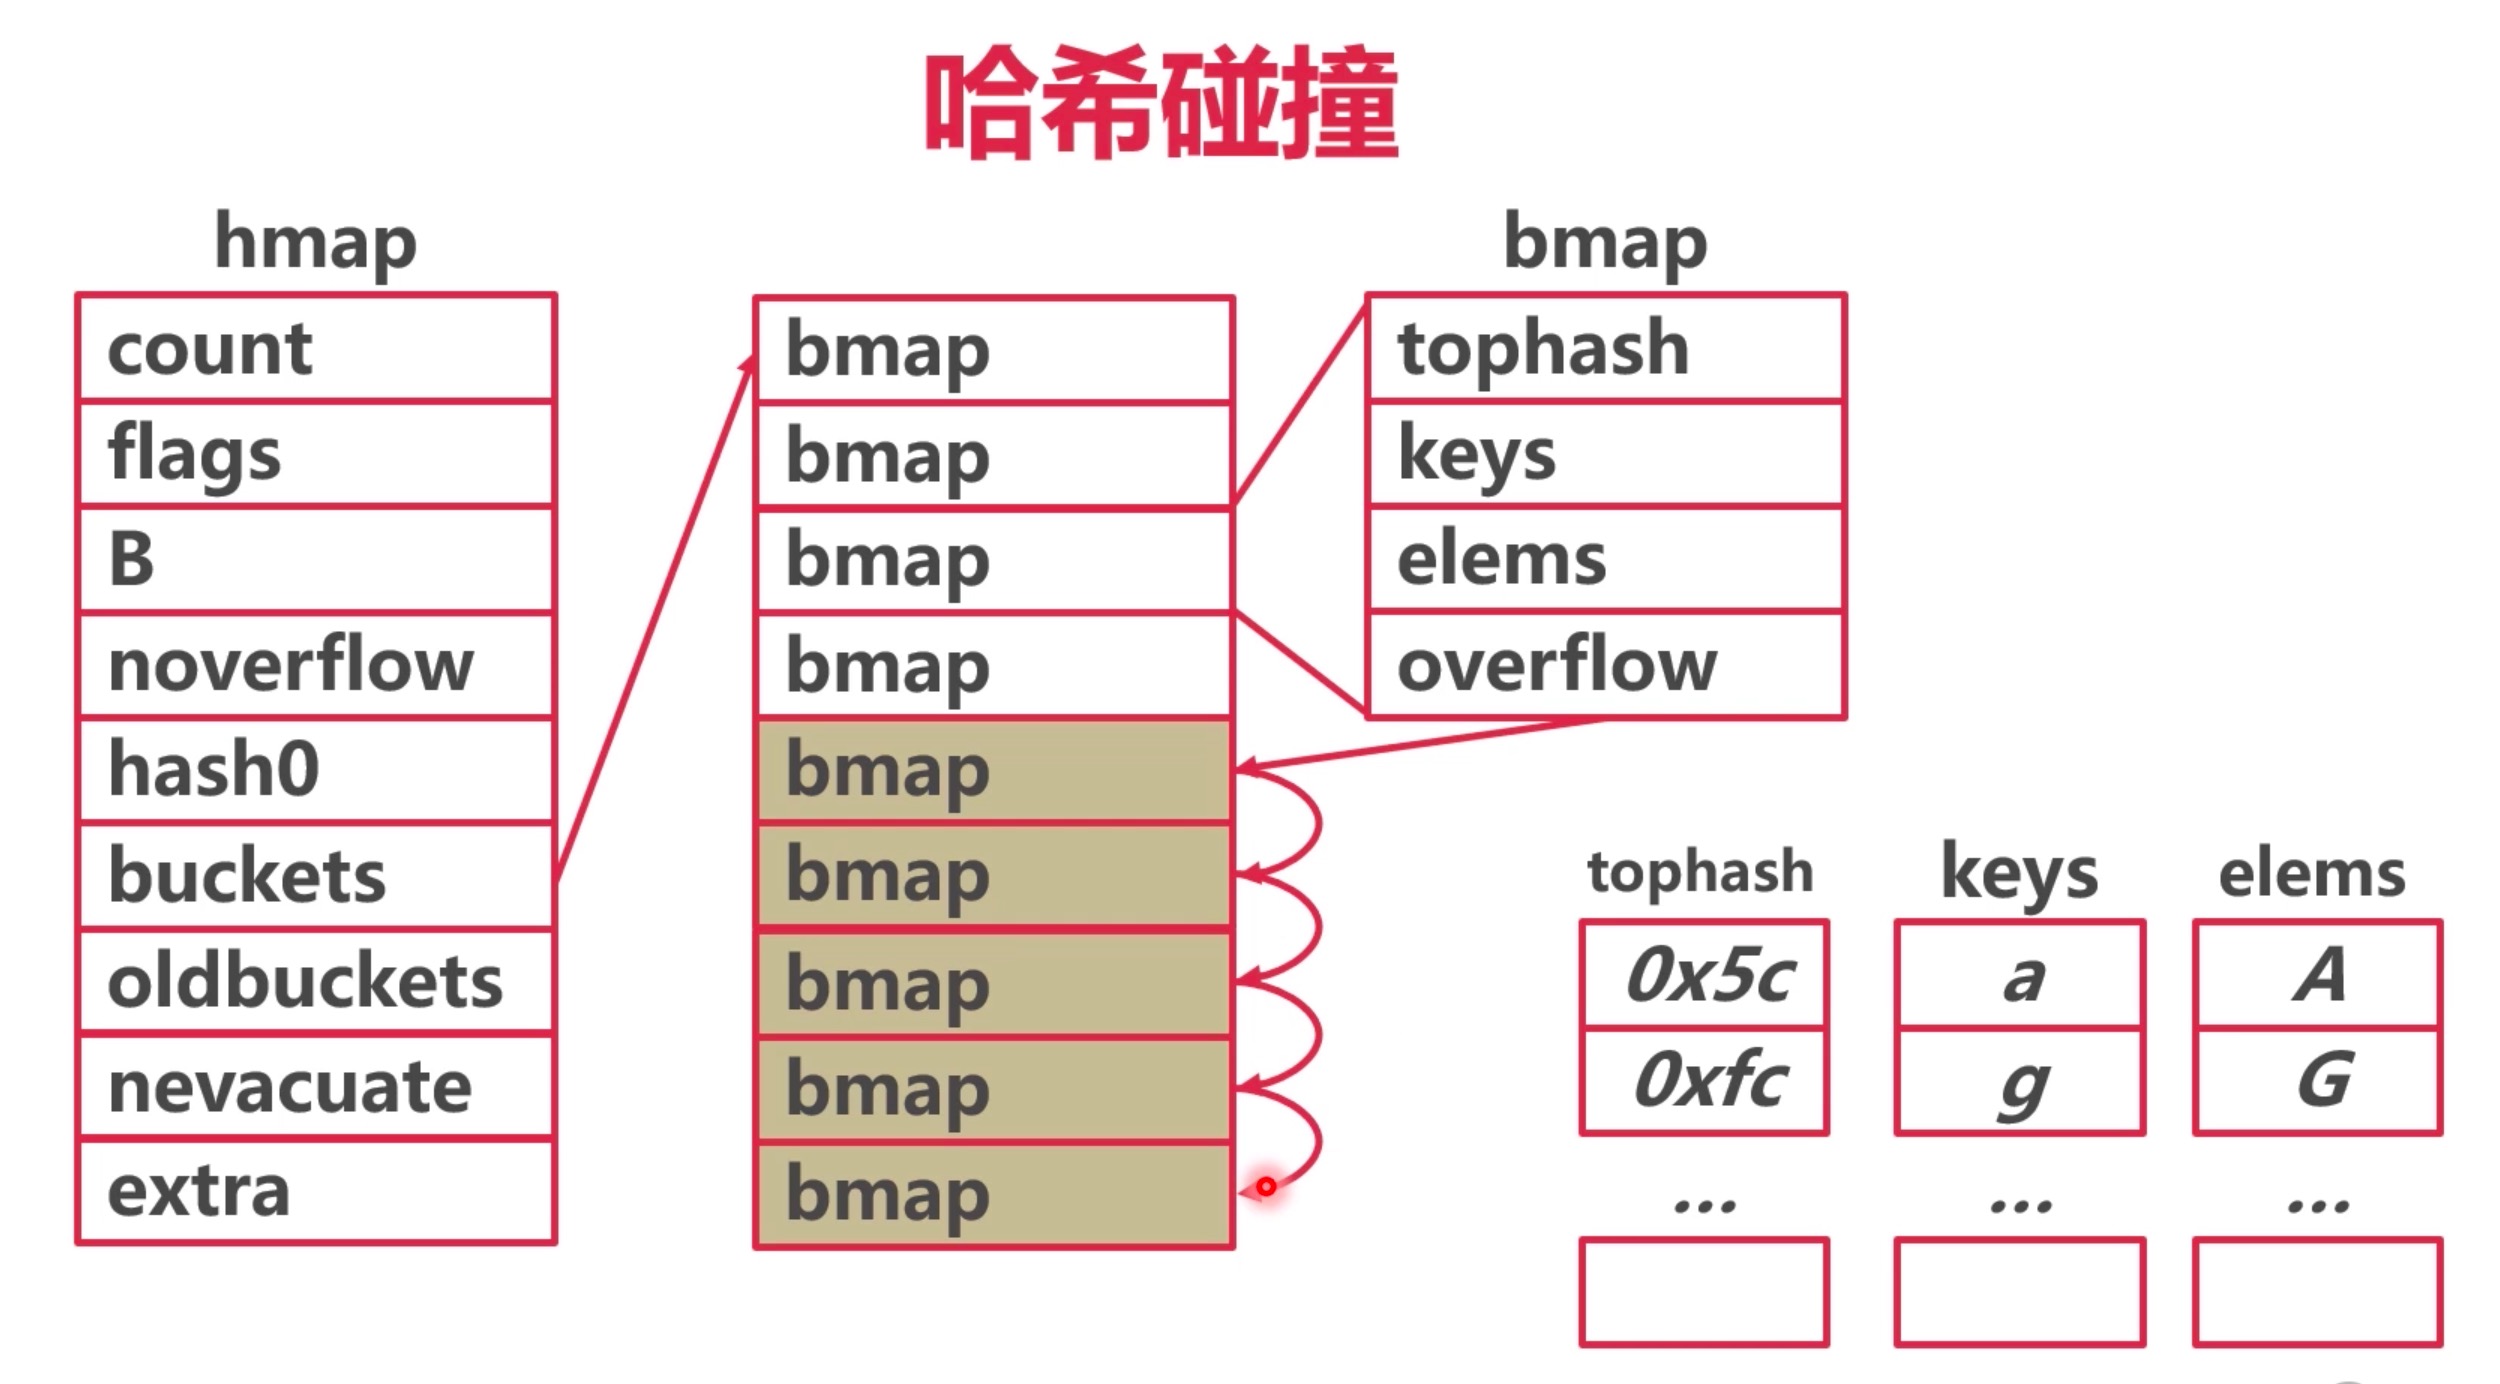 哈希碰撞
hmap
count
flags
B
noverflow
hash0
buckets
oldbuckets
nevacuate
extra
bmap
bmap
bmap
bmap
bmap
bmap
bmap
bmap
bmap
bmap
tophash
keys
elems
overflow
tophash keys elems
0x5c a A
0xfc g G
... ... ...